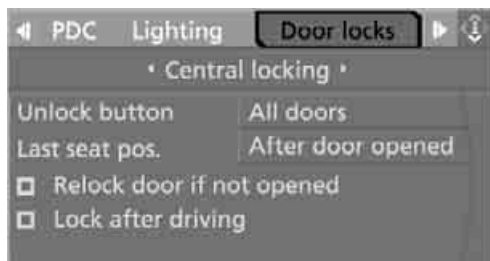 PDC Lighting Door locks
• Central locking •
Unlock button All doors
Last seat pos. After door opened
Relock door if not opened
Lock after driving